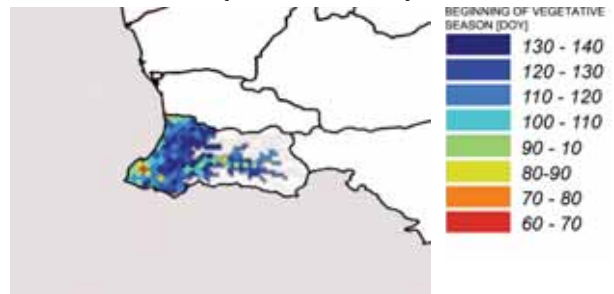 BEGINNING OF VEGETATIVE
SEASON [DOY]
130 - 140
120 - 130
110 - 120
100 - 110
90 - 10
80-90
70 - 80
60 - 70